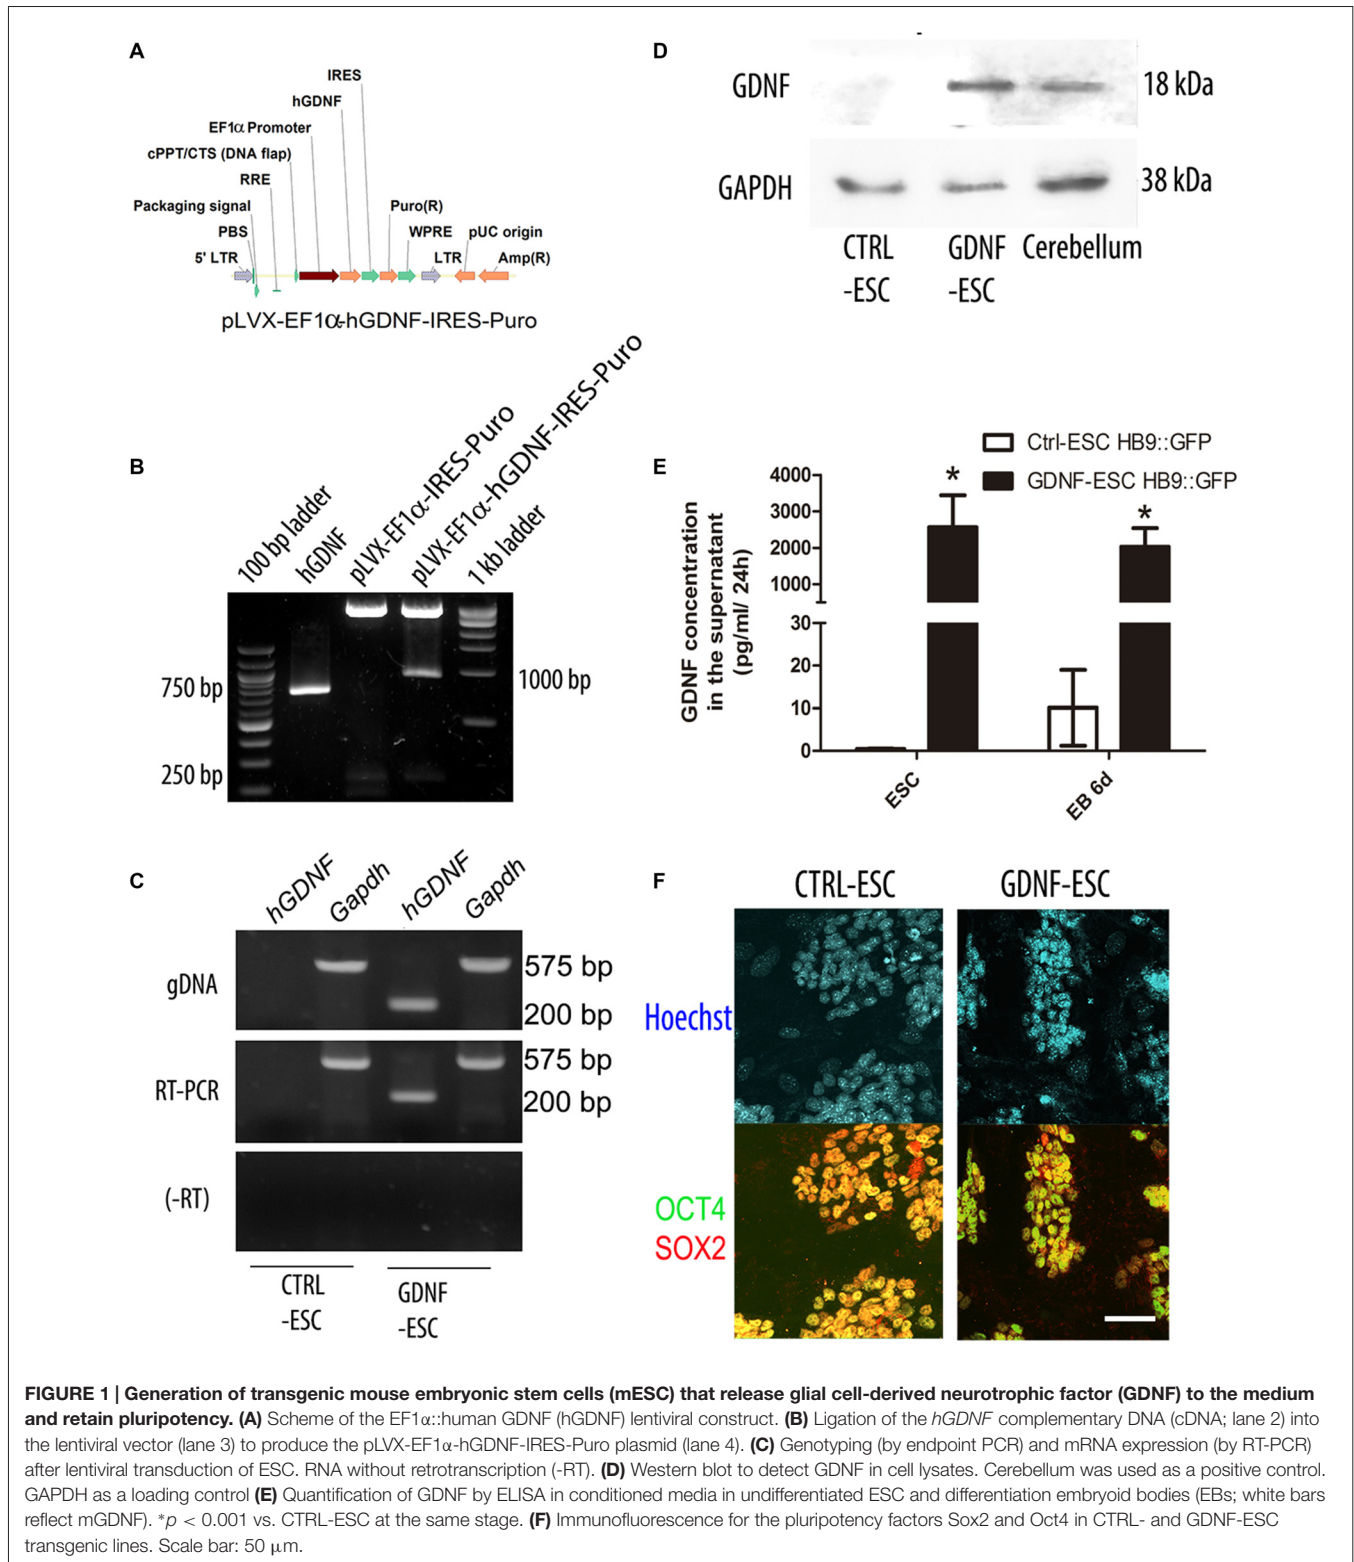 (A)
IRES
hGDNF
EF1α Promoter
cPPT/CTS (DNA flap)
RRE
Packaging signal
PBS
5' LTR
Puro(R)
WPRE
LTR
pUC origin
Amp(R)
pLVX-EF1α-hGDNF-IRES-Puro
(B)
100 bp ladder
hGDNF
pLVX-EF1α-IRES-Puro
pLVX-EF1α-hGDNF-IRES-Puro
1 kb ladder
750 bp
250 bp
1000 bp
(C)
hGDNF
Gapdh
hGDNF
Gapdh
gDNA
575 bp
200 bp
RT-PCR
575 bp
200 bp
(-RT)
CTRL
-ESC
GDNF
-ESC
(D)
GDNF
18 kDa
GAPDH
38 kDa
CTRL
-ESC
GDNF
-ESC
Cerebellum
(E)
Ctrl-ESC HB9::GFP
GDNF-ESC HB9::GFP
GDNF concentration
in the supernatant
(pg/ml/ 24h)
4000
3000
2000
1000
30
20
10
0
*
*
ESC
EB 6d
(F)
CTRL-ESC
GDNF-ESC
Hoechst
OCT4
SOX2
FIGURE 1 | Generation of transgenic mouse embryonic stem cells (mESC) that release glial cell-derived neurotrophic factor (GDNF) to the medium
and retain pluripotency. (A) Scheme of the EF1α::human GDNF (hGDNF) lentiviral construct. (B) Ligation of the hGDNF complementary DNA (cDNA; lane 2) into
the lentiviral vector (lane 3) to produce the pLVX-EF1α-hGDNF-IRES-Puro plasmid (lane 4). (C) Genotyping (by endpoint PCR) and mRNA expression (by RT-PCR)
after lentiviral transduction of ESC. RNA without retrotranscription (-RT). (D) Western blot to detect GDNF in cell lysates. Cerebellum was used as a positive control.
GAPDH as a loading control (E) Quantification of GDNF by ELISA in conditioned media in undifferentiated ESC and differentiation embryoid bodies (EBs; white bars
reflect mGDNF). *p < 0.001 vs. CTRL-ESC at the same stage. (F) Immunofluorescence for the pluripotency factors Sox2 and Oct4 in CTRL- and GDNF-ESC
transgenic lines. Scale bar: 50 μm.